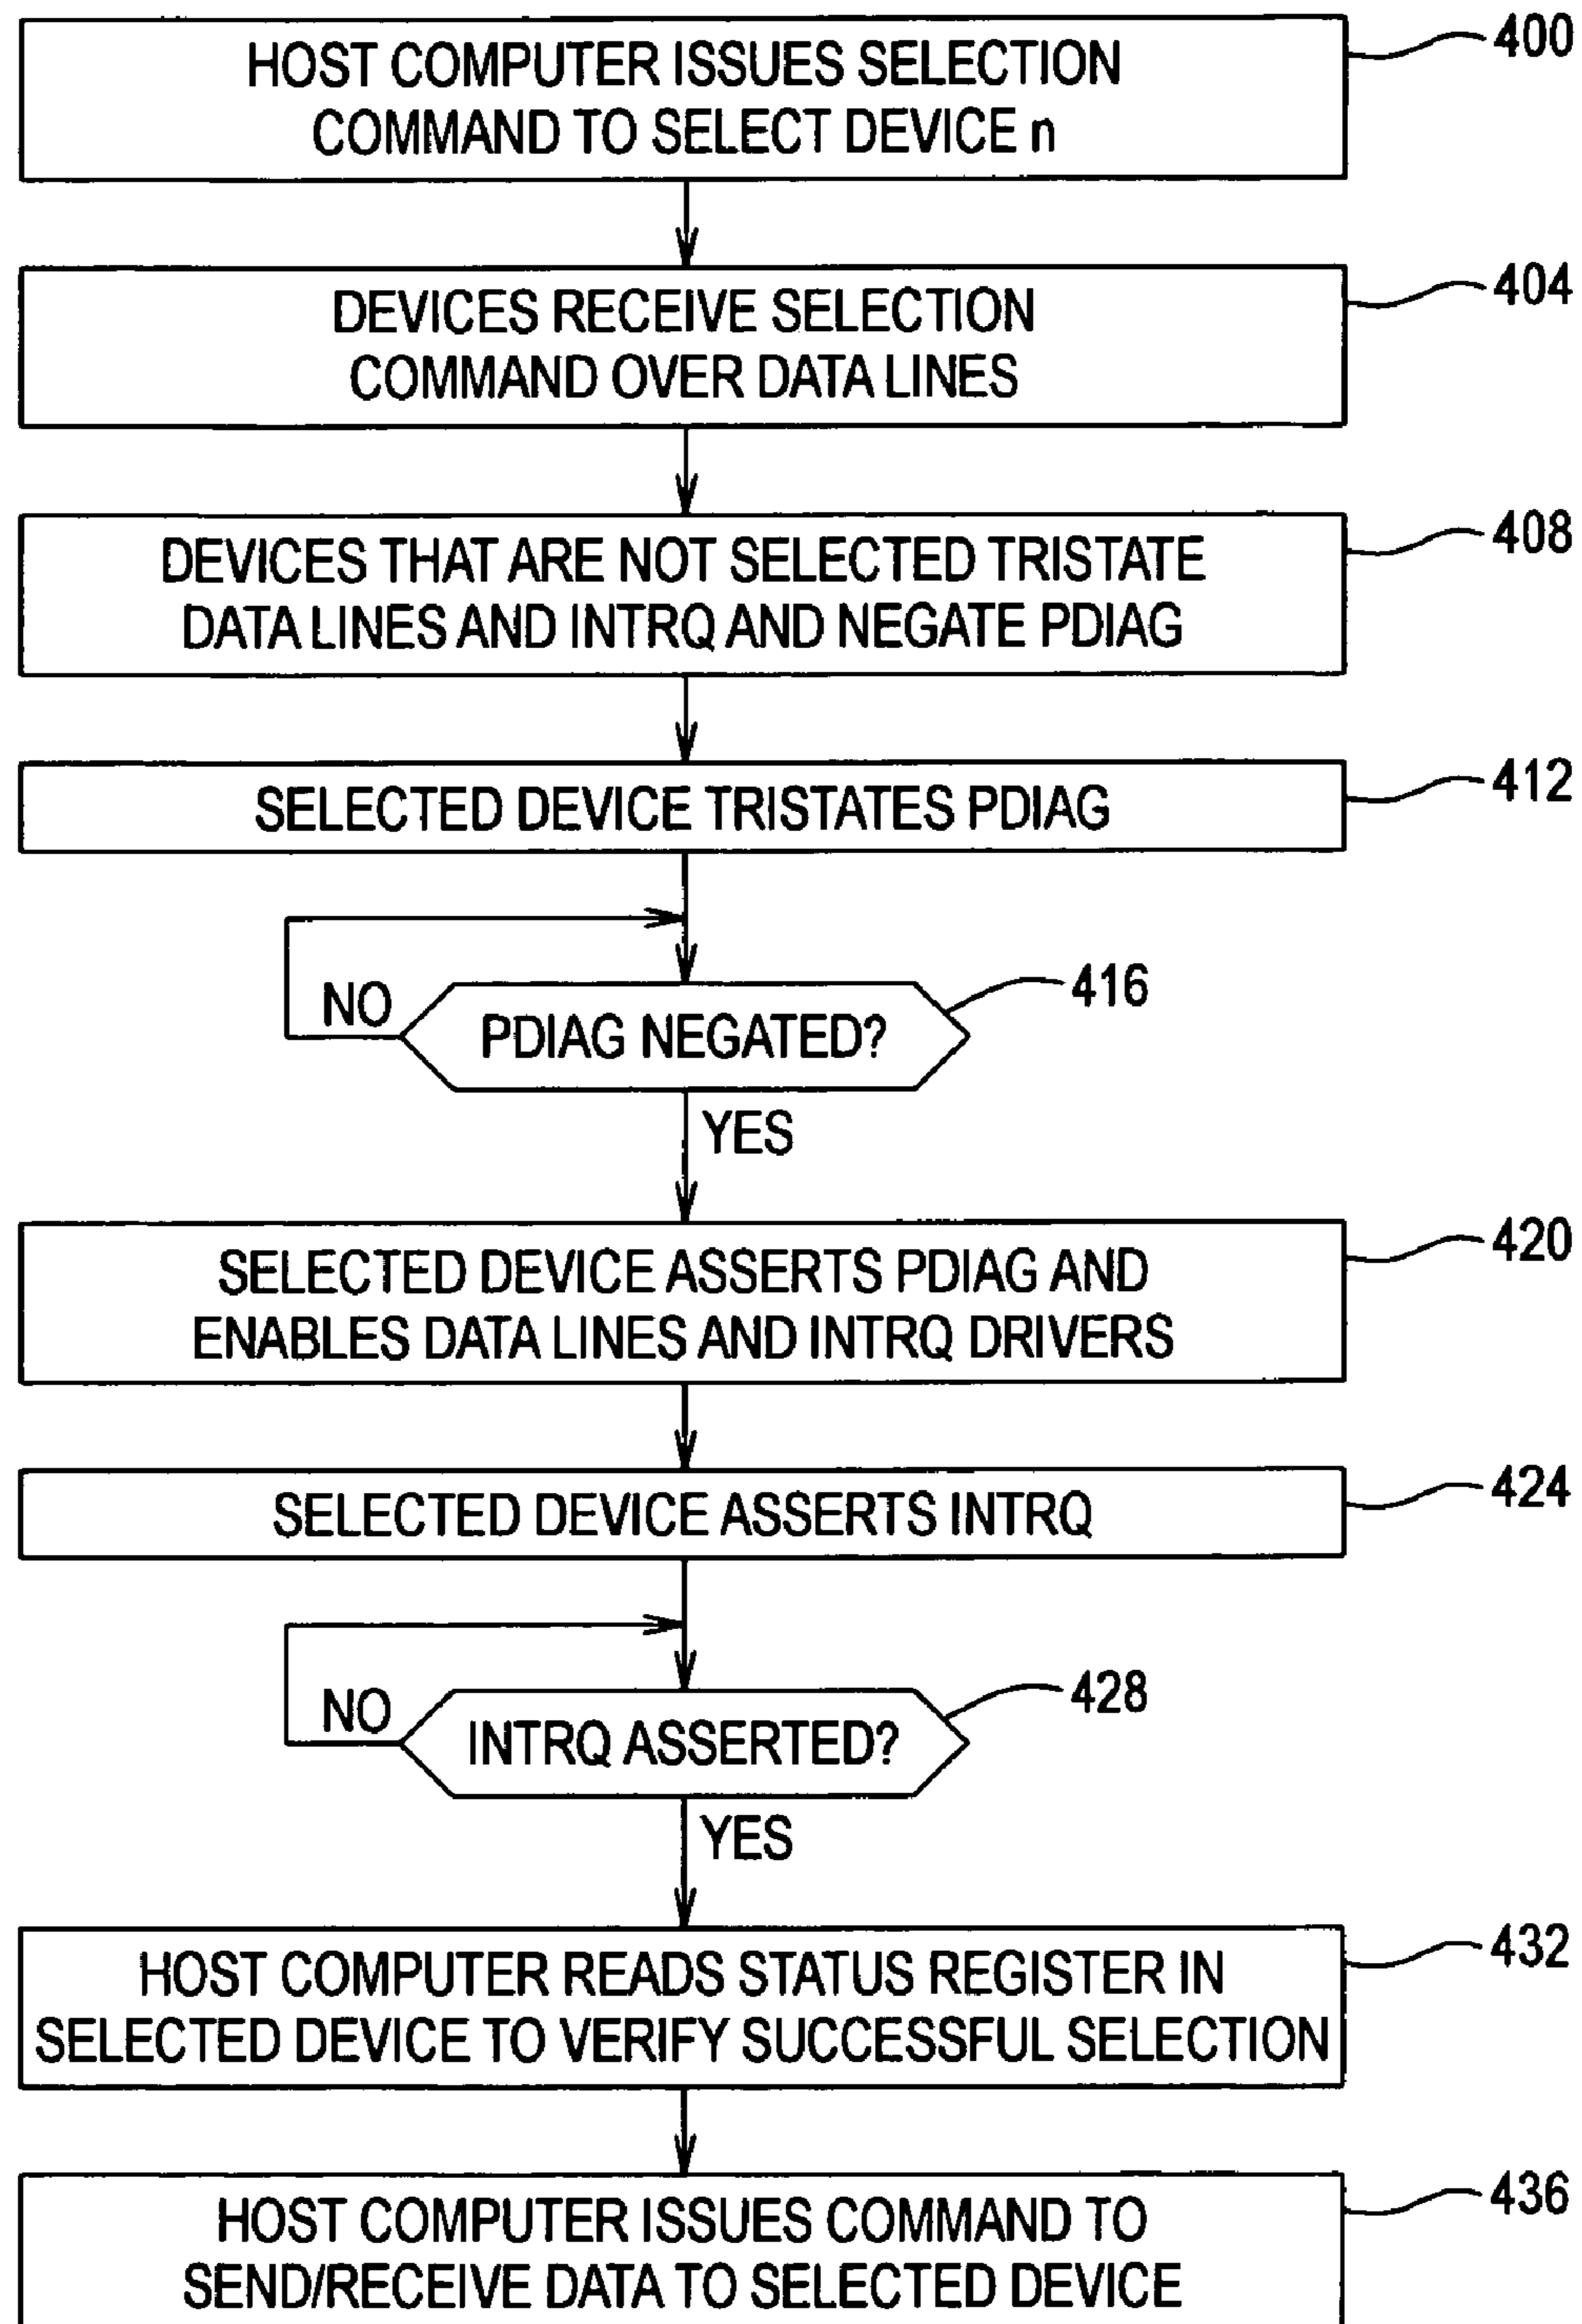 HOST COMPUTER ISSUES SELECTION
COMMAND TO SELECT DEVICE n
400
DEVICES RECEIVE SELECTION
COMMAND OVER DATA LINES
404
DEVICES THAT ARE NOT SELECTED TRISTATE
DATA LINES AND INTRQ AND NEGATE PDIAG
408
SELECTED DEVICE TRISTATES PDIAG
412
NO
PDIAG NEGATED?
416
YES
SELECTED DEVICE ASSERTS PDIAG AND
ENABLES DATA LINES AND INTRQ DRIVERS
420
SELECTED DEVICE ASSERTS INTRQ
424
NO
INTRQ ASSERTED?
428
YES
HOST COMPUTER READS STATUS REGISTER IN
SELECTED DEVICE TO VERIFY SUCCESSFUL SELECTION
432
HOST COMPUTER ISSUES COMMAND TO
SEND/RECEIVE DATA TO SELECTED DEVICE
436